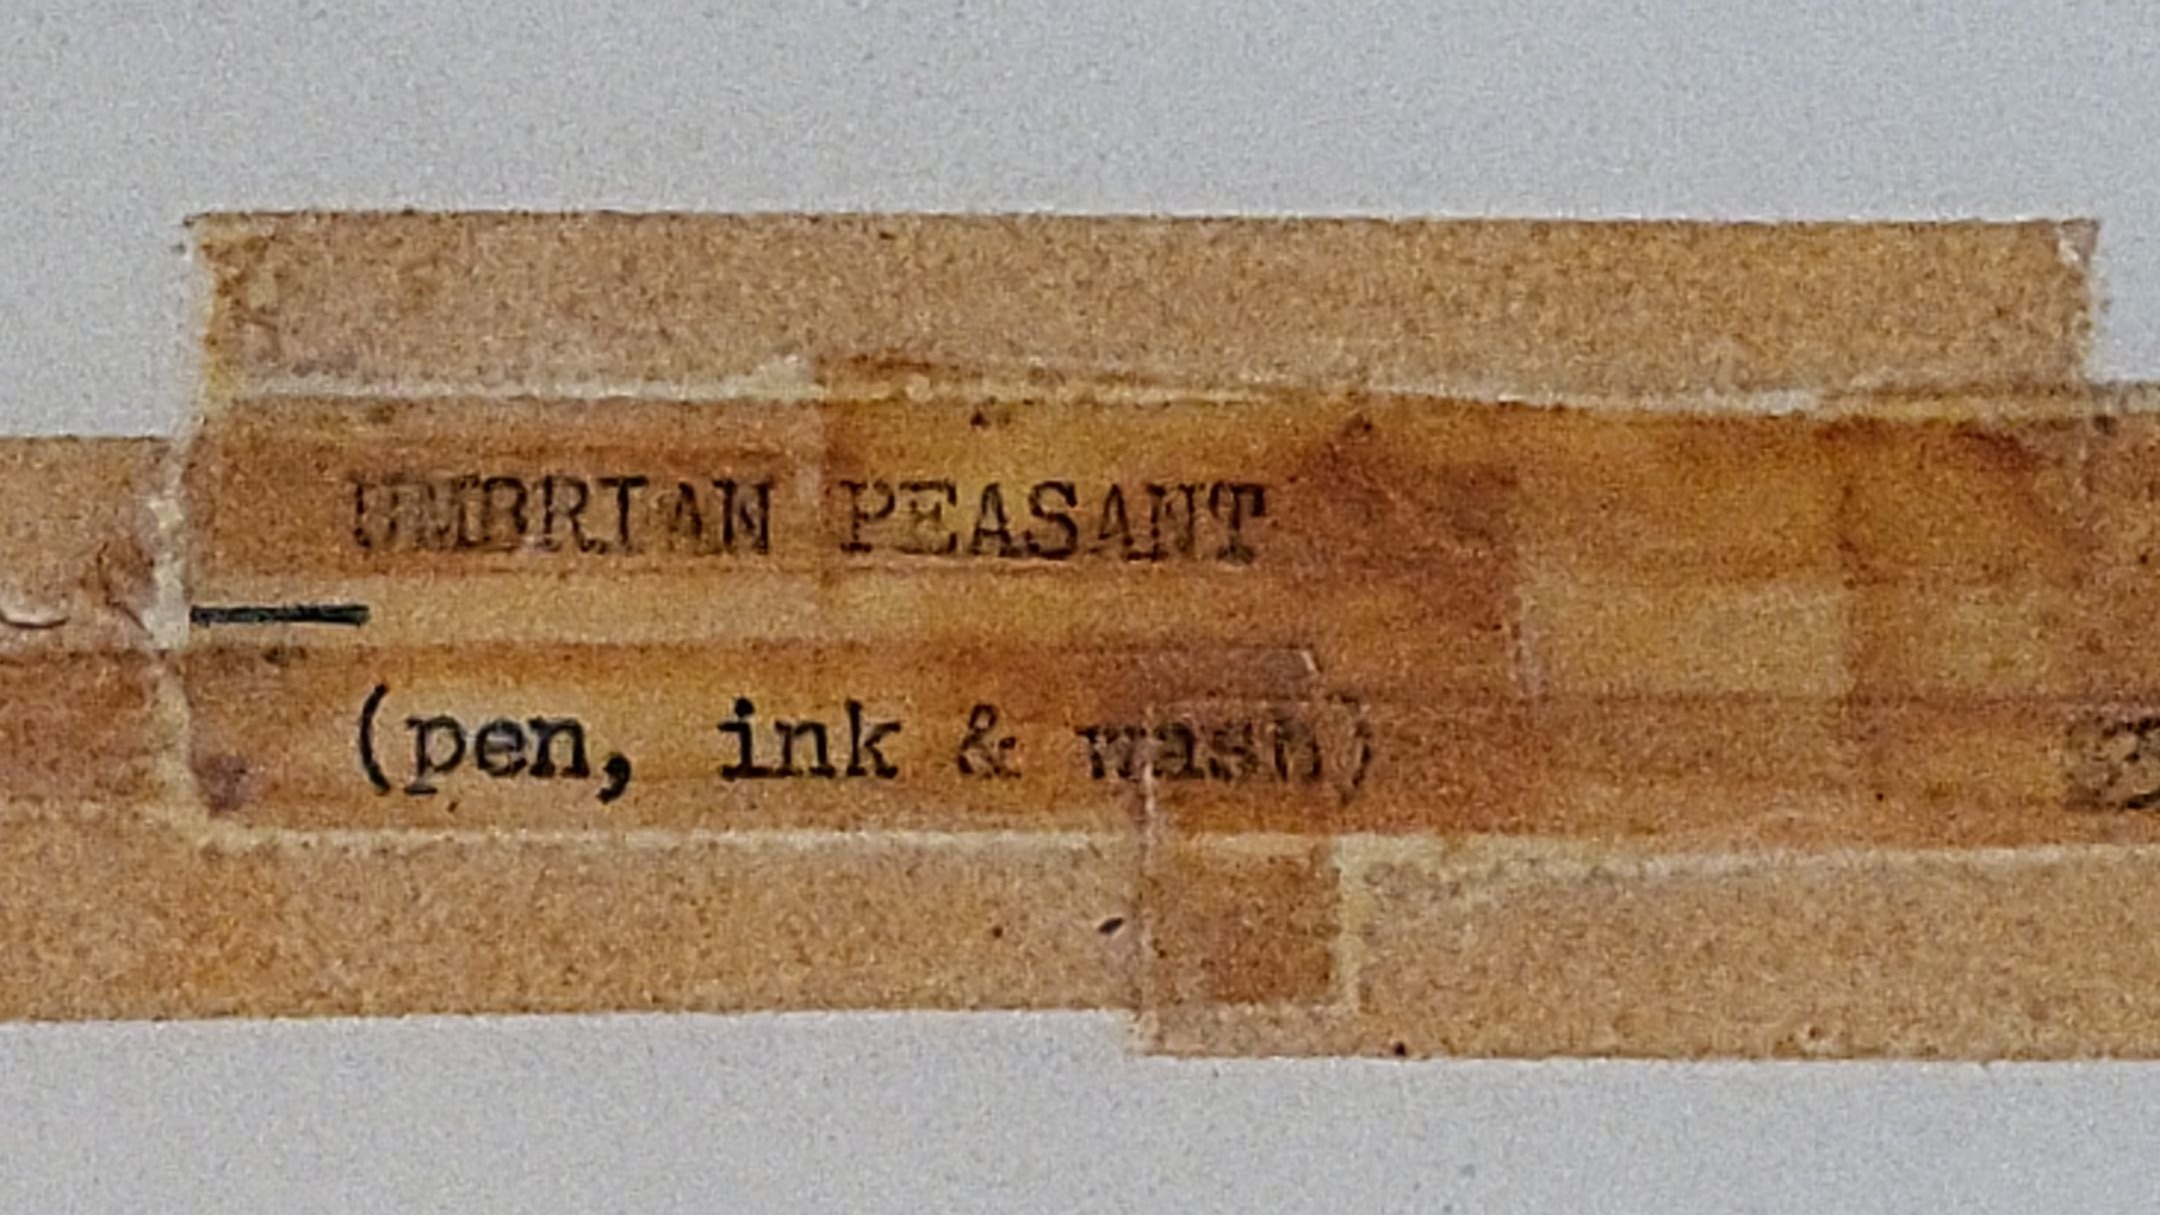 UMBRIAN PEASANT
(pen, ink & wash)